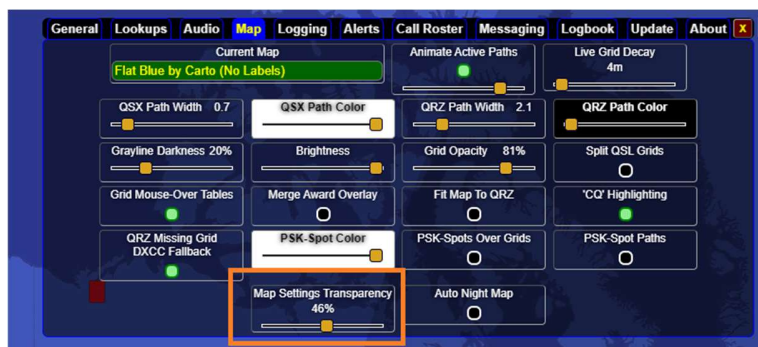 General Lookups Audio Map Logging Alerts Call Roster Messaging Logbook Update About X
Current Map
Flat Blue by Carto (No Labels)
Animate Active Paths
Live Grid Decay
4m
QSX Path Width 0.7
QSX Path Color
QRZ Path Width 2.1
QRZ Path Color
Grayline Darkness 20%
Brightness
Grid Opacity 81%
Split QSL Grids
Grid Mouse-Over Tables
Merge Award Overlay
Fit Map To QRZ
'CQ' Highlighting
QRZ Missing Grid
DXCC Fallback
PSK-Spot Color
PSK-Spots Over Grids
PSK-Spot Paths
Map Settings Transparency
46%
Auto Night Map